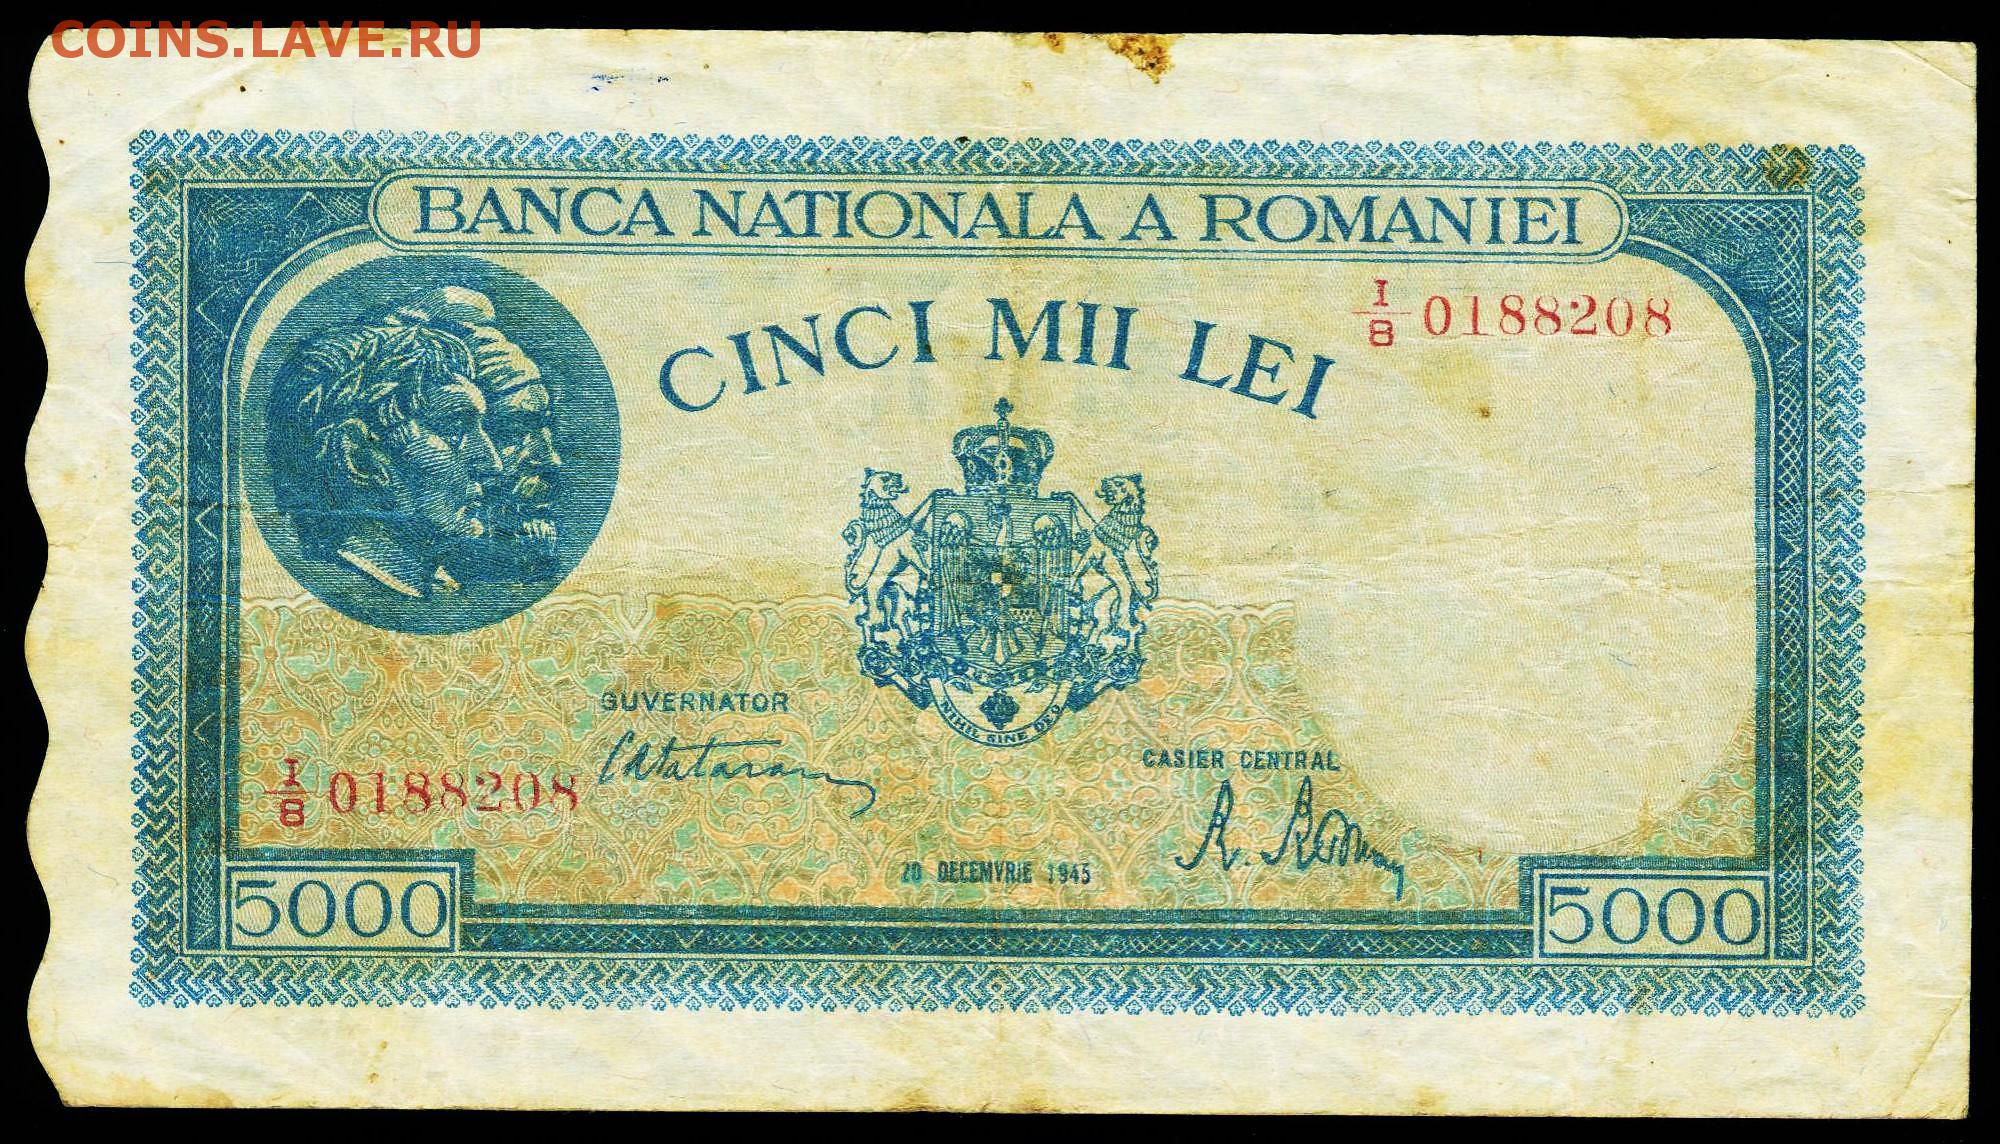 COINS.LAVE.RU
BANCA NATIONALA A ROMANIEI
I/8 0188208
CINCI MII LEI
NIHIL SINE DEO
GUVERNATOR
CASIER CENTRAL
I/8 0188208
20 DECEMVRIE 1945
5000
5000